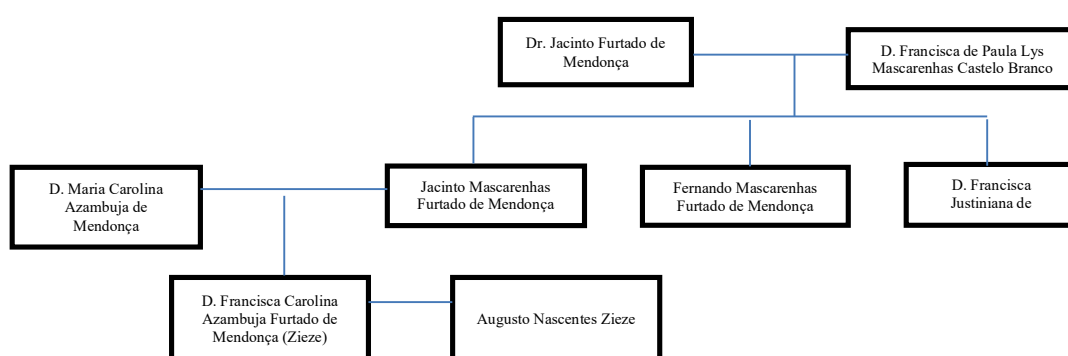 Dr. Jacinto Furtado de
Mendonça
D. Francisca de Paula Lys
Mascarenhas Castelo Branco
D. Maria Carolina
Azambuja de
Mendonça
Jacinto Mascarenhas
Furtado de Mendonça
Fernando Mascarenhas
Furtado de Mendonça
D. Francisca
Justiniana de
D. Francisca Carolina
Azambuja Furtado de
Mendonça (Zieze)
Augusto Nascentes Zieze